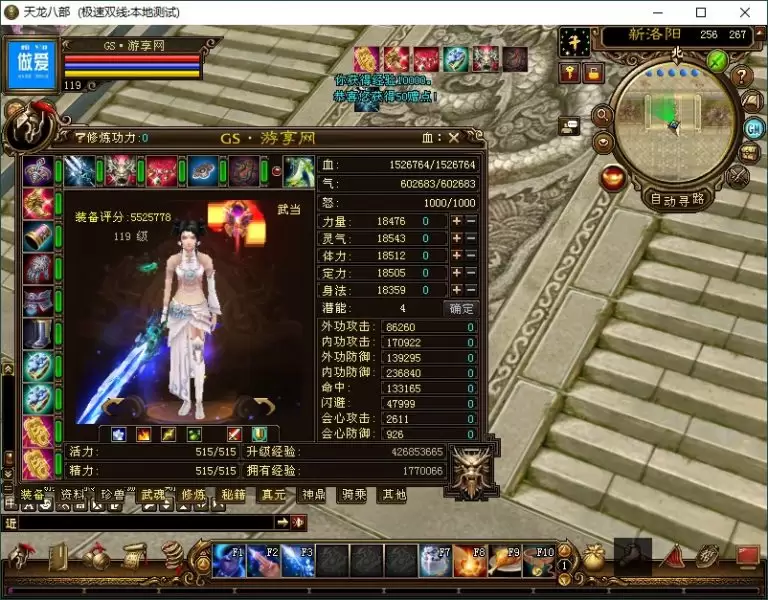 天龙八部 (极速双线:本地测试)
做爱
GS·游享网
119
你获得经验10000。
恭喜您获得50赠点!
新洛阳 256 267
北
GM
自动寻路
?修炼功力:0
GS·游享网
血:
装备评分:5525778
119 级
武当
血: 1526764/1526764
气: 602683/602683
怒: 1000/1000
力量: 18476 0
灵气: 18543 0
体力: 18512 0
定力: 18505 0
身法: 18359 0
潜能: 4 确定
外功攻击: 86260 0
内功攻击: 170922 0
外功防御: 139295 0
内功防御: 236840 0
命中: 133165 0
闪避: 47999 0
会心攻击: 2611 0
会心防御: 926 0
活力: 515/515 升级经验: 426853665
精力: 515/515 拥有经验: 1770066
装备 资料 珍兽 武魂 修炼 秘籍 真元 神鼎 骑乘 其他
近
F1 F2 F3 F7 F8 F9 F10 1